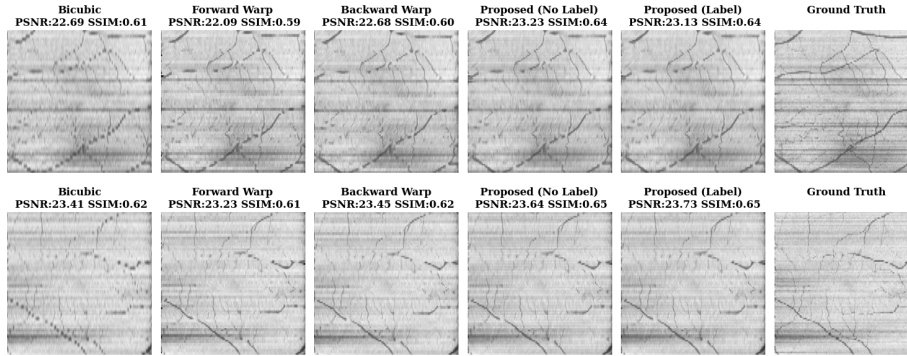 Bicubic
PSNR:22.69 SSIM:0.61
Forward Warp
PSNR:22.09 SSIM:0.59
Backward Warp
PSNR:22.68 SSIM:0.60
Proposed (No Label)
PSNR:23.23 SSIM:0.64
Proposed (Label)
PSNR:23.13 SSIM:0.64
Ground Truth
Bicubic
PSNR:23.41 SSIM:0.62
Forward Warp
PSNR:23.23 SSIM:0.61
Backward Warp
PSNR:23.45 SSIM:0.62
Proposed (No Label)
PSNR:23.64 SSIM:0.65
Proposed (Label)
PSNR:23.73 SSIM:0.65
Ground Truth